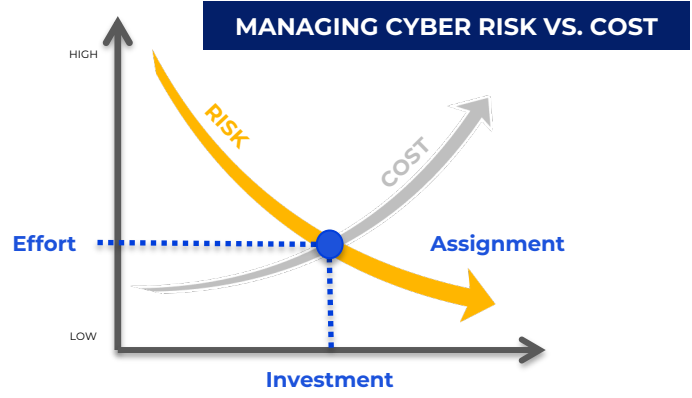 MANAGING CYBER RISK VS. COST
HIGH
RISK
COST
Effort
Assignment
LOW
Investment